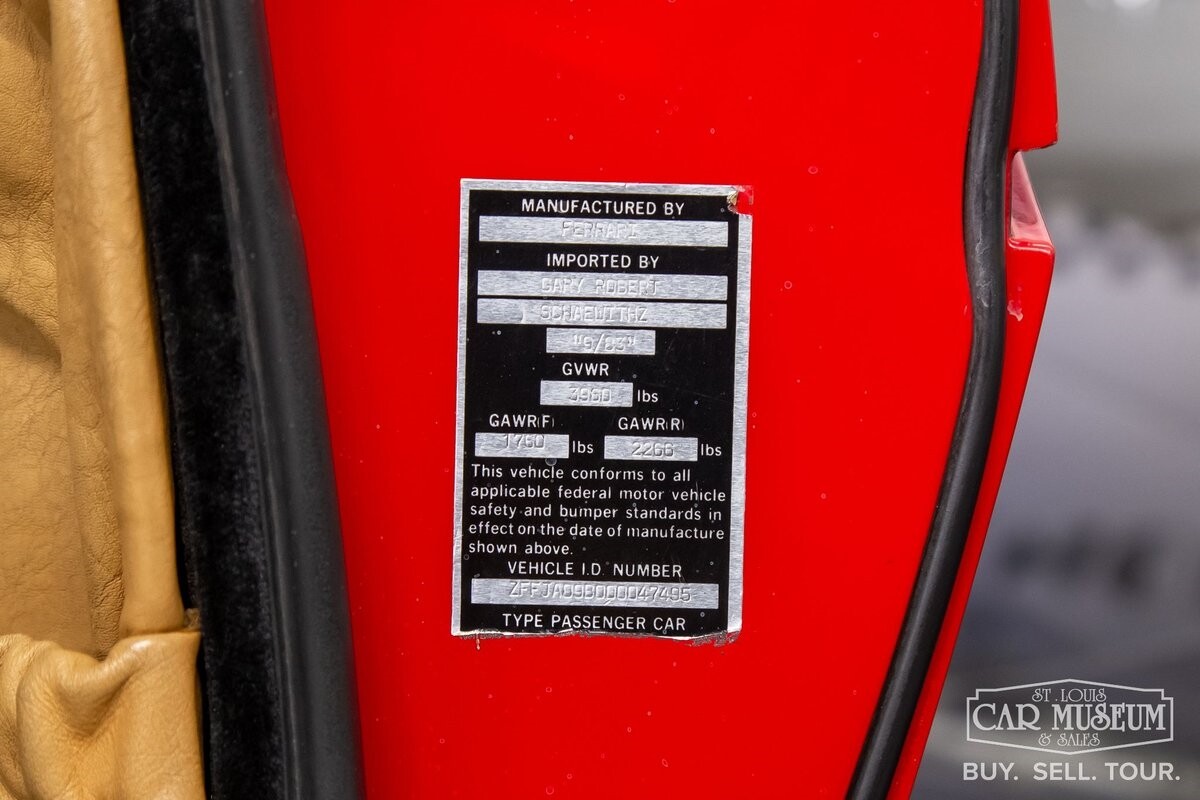 MANUFACTURED BY
FERRARI
IMPORTED BY
GARY ROBERT
SCHAEWITHZ
"9/83"
GVWR
3960 lbs
GAWR(F) GAWR(R)
1760 lbs 2266 lbs
This vehicle conforms to all
applicable federal motor vehicle
safety and bumper standards in
effect on the date of manufacture
shown above.
VEHICLE I.D. NUMBER
ZFFJA09B000047495
TYPE PASSENGER CAR
ST. LOUIS
CAR MUSEUM
& SALES
BUY. SELL. TOUR.